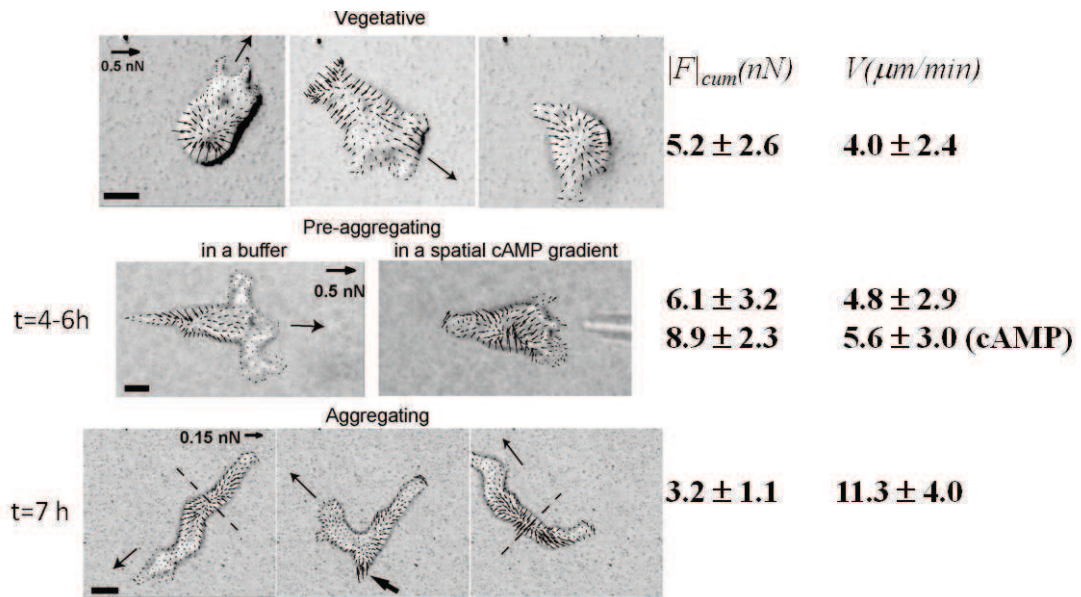 Vegetative
0.5 nN
|F|cum(nN) V(μm/min)
5.2 ± 2.6 4.0 ± 2.4
Pre-aggregating
in a buffer in a spatial cAMP gradient
0.5 nN
t=4-6h
6.1 ± 3.2 4.8 ± 2.9
8.9 ± 2.3 5.6 ± 3.0 (cAMP)
Aggregating
0.15 nN
t=7 h
3.2 ± 1.1 11.3 ± 4.0